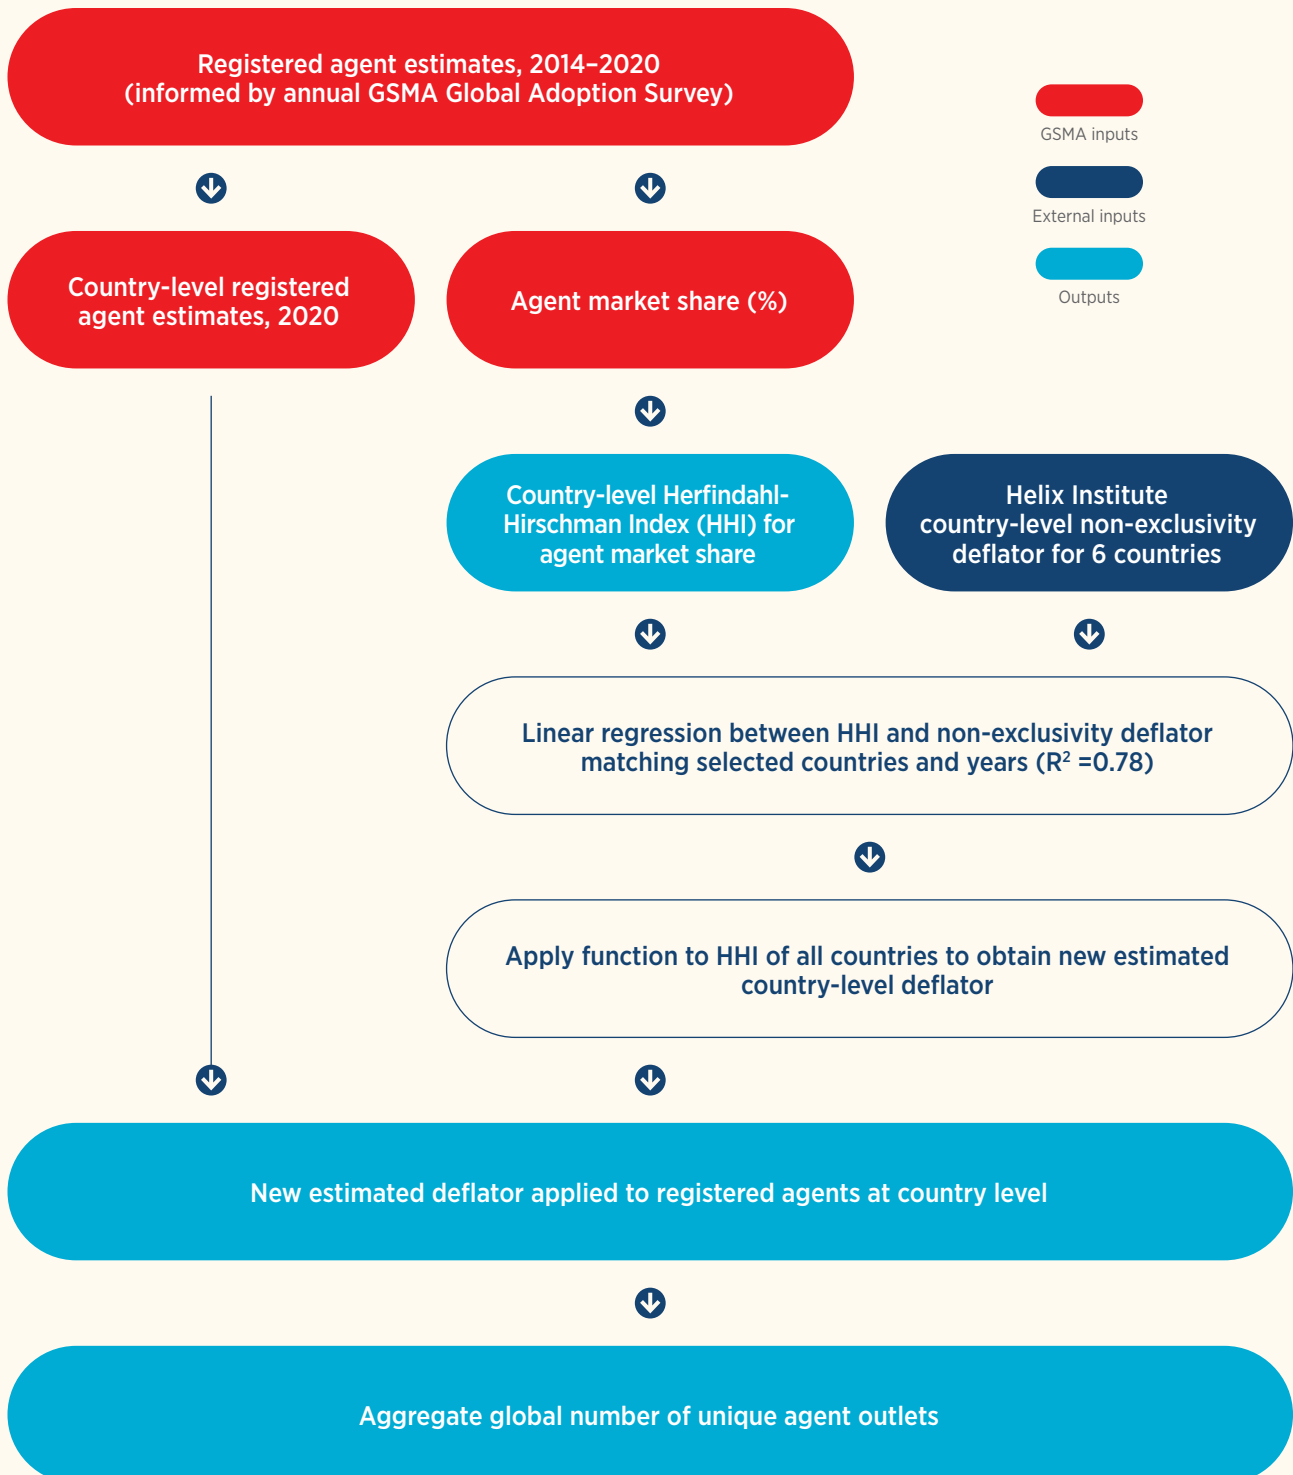 Registered agent estimates, 2014–2020
(informed by annual GSMA Global Adoption Survey)
GSMA inputs
External inputs
Outputs
Country-level registered
agent estimates, 2020
Agent market share (%)
Country-level Herfindahl-
Hirschman Index (HHI) for
agent market share
Helix Institute
country-level non-exclusivity
deflator for 6 countries
Linear regression between HHI and non-exclusivity deflator
matching selected countries and years (R² =0.78)
Apply function to HHI of all countries to obtain new estimated
country-level deflator
New estimated deflator applied to registered agents at country level
Aggregate global number of unique agent outlets